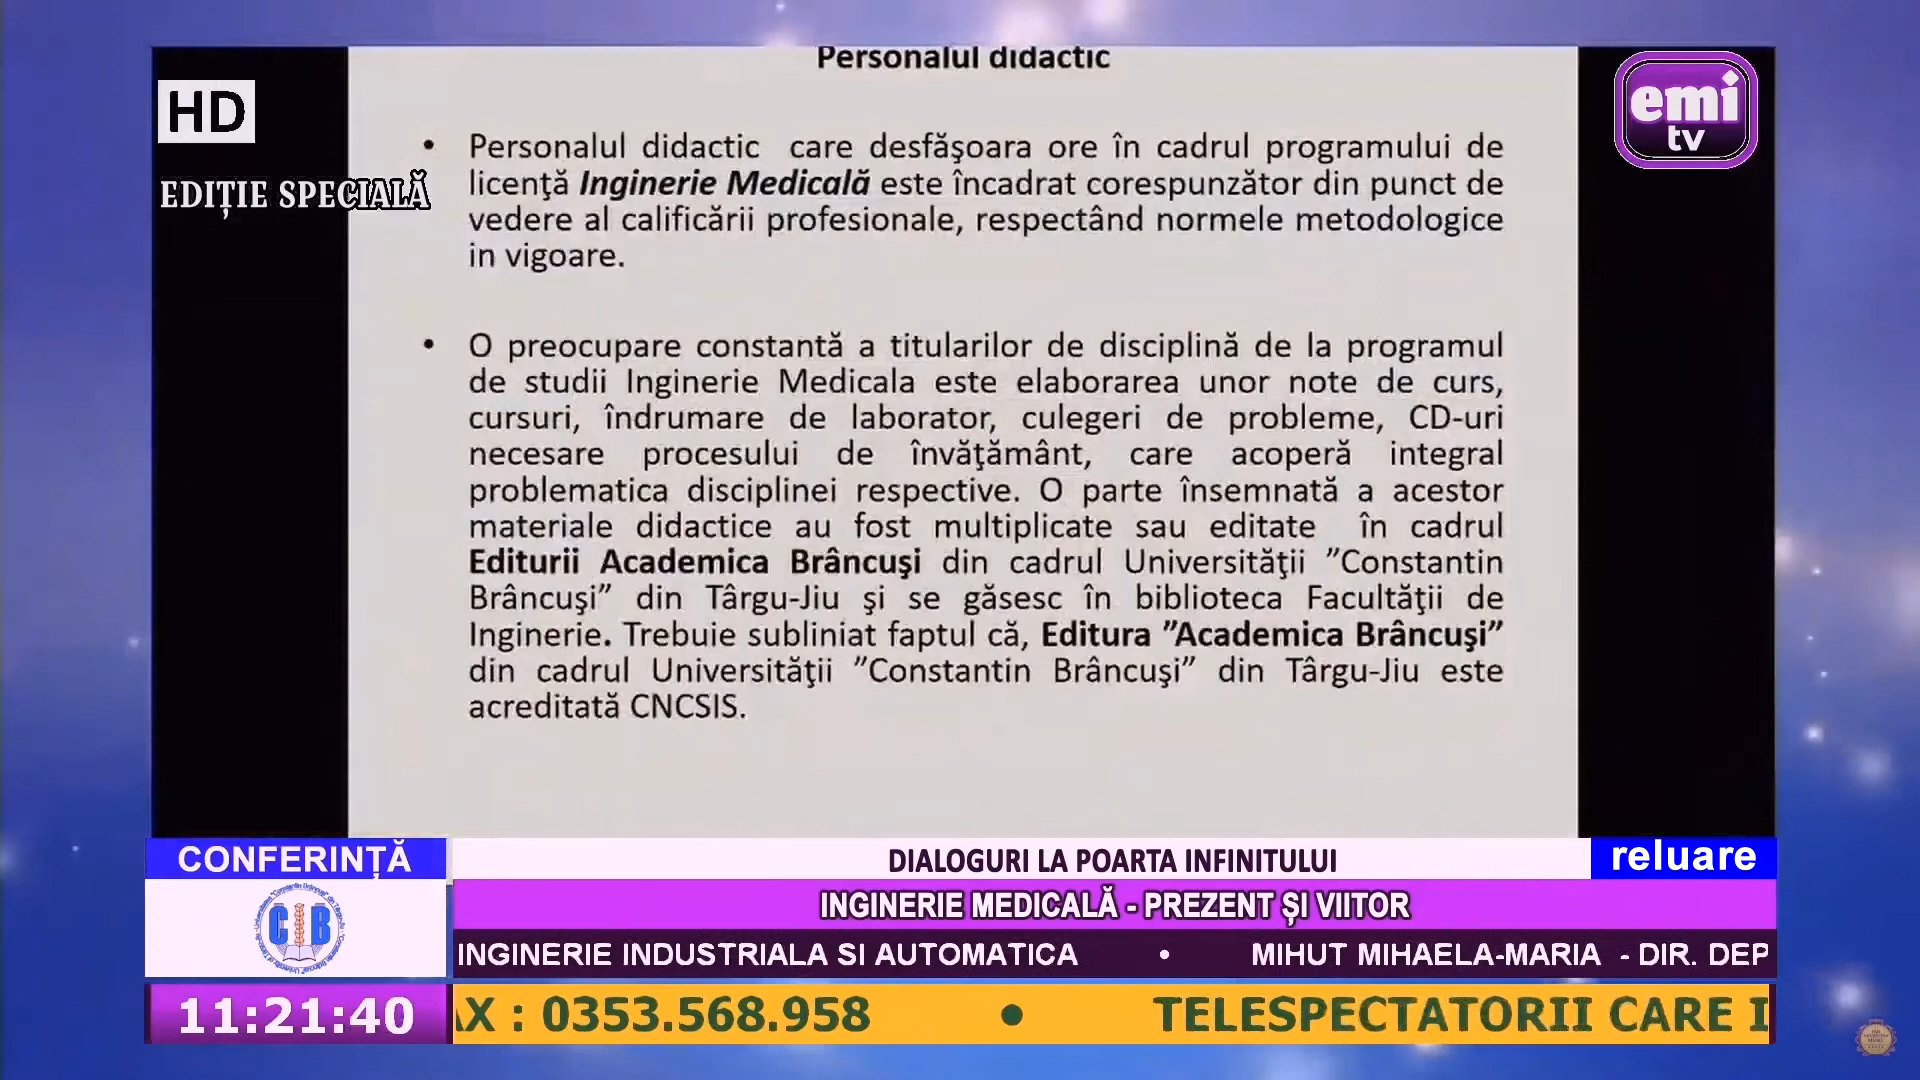 Personalul didactic
HD
emi
tv
EDIȚIE SPECIALĂ
• Personalul didactic care desfăşoara ore în cadrul programului de
licenţă Inginerie Medicală este încadrat corespunzător din punct de
vedere al calificării profesionale, respectând normele metodologice
in vigoare.
• O preocupare constantă a titularilor de disciplină de la programul
de studii Inginerie Medicala este elaborarea unor note de curs,
cursuri, îndrumare de laborator, culegeri de probleme, CD-uri
necesare procesului de învăţământ, care acoperă integral
problematica disciplinei respective. O parte însemnată a acestor
materiale didactice au fost multiplicate sau editate în cadrul
Editurii Academica Brâncuşi din cadrul Universităţii ”Constantin
Brâncuşi” din Târgu-Jiu şi se găsesc în biblioteca Facultăţii de
Inginerie. Trebuie subliniat faptul că, Editura ”Academica Brâncuşi”
din cadrul Universităţii ”Constantin Brâncuşi” din Târgu-Jiu este
acreditată CNCSIS.
CONFERINȚĂ
DIALOGURI LA POARTA INFINITULUI
reluare
INGINERIE MEDICALĂ - PREZENT ȘI VIITOR
CB
INGINERIE INDUSTRIALA SI AUTOMATICA • MIHUT MIHAELA-MARIA - DIR. DEP
11:21:40
AX : 0353.568.958 • TELESPECTATORII CARE I